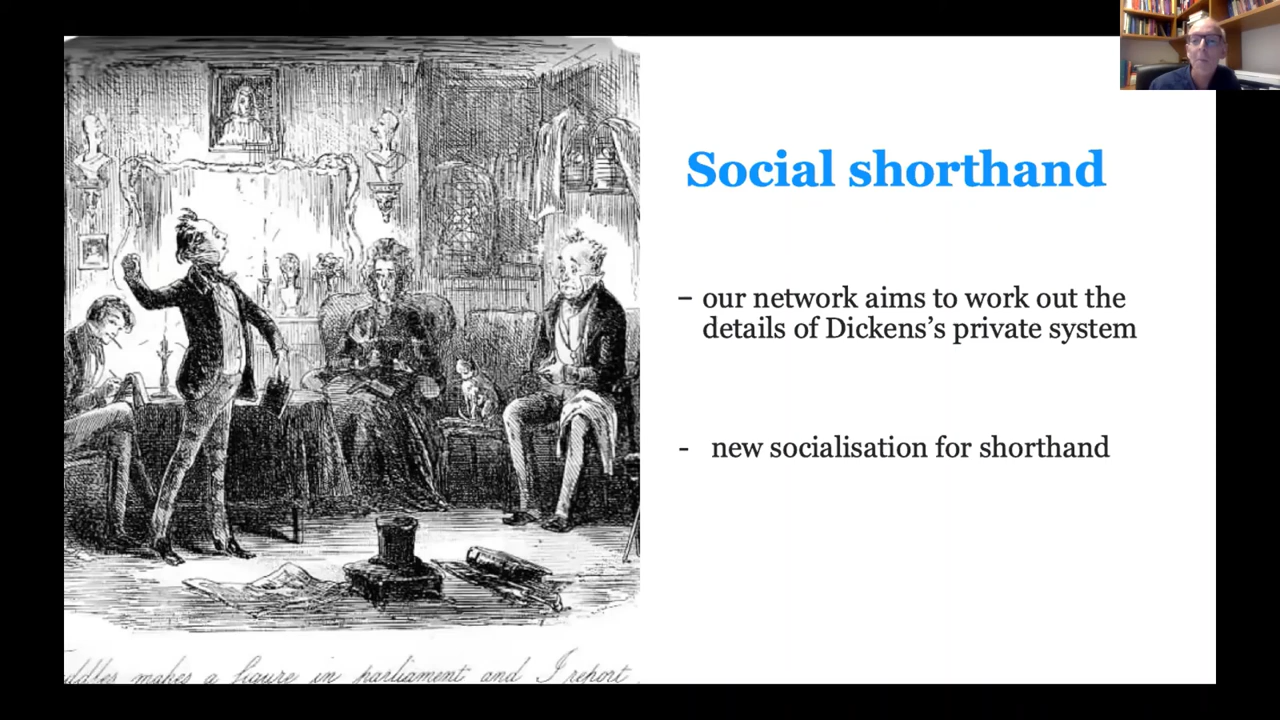 Social shorthand
– our network aims to work out the
details of Dickens’s private system
- new socialisation for shorthand
makes a figure in parliament and I report